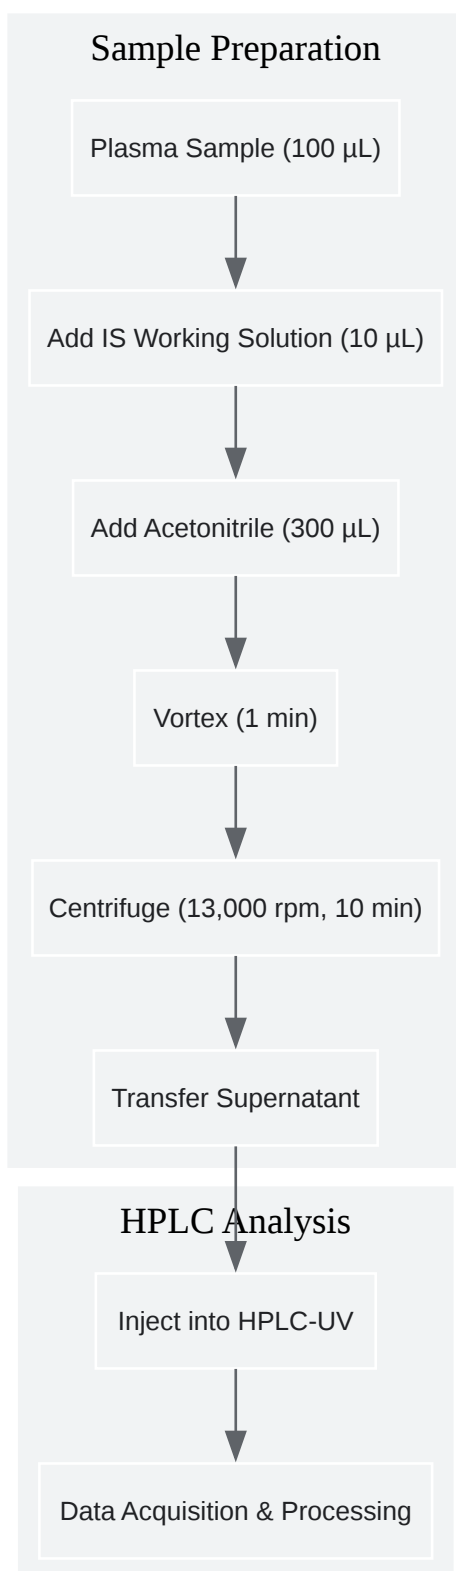 Sample Preparation
Plasma Sample (100 µL)
Add IS Working Solution (10 µL)
Add Acetonitrile (300 µL)
Vortex (1 min)
Centrifuge (13,000 rpm, 10 min)
Transfer Supernatant
HPLC Analysis
Inject into HPLC-UV
Data Acquisition & Processing